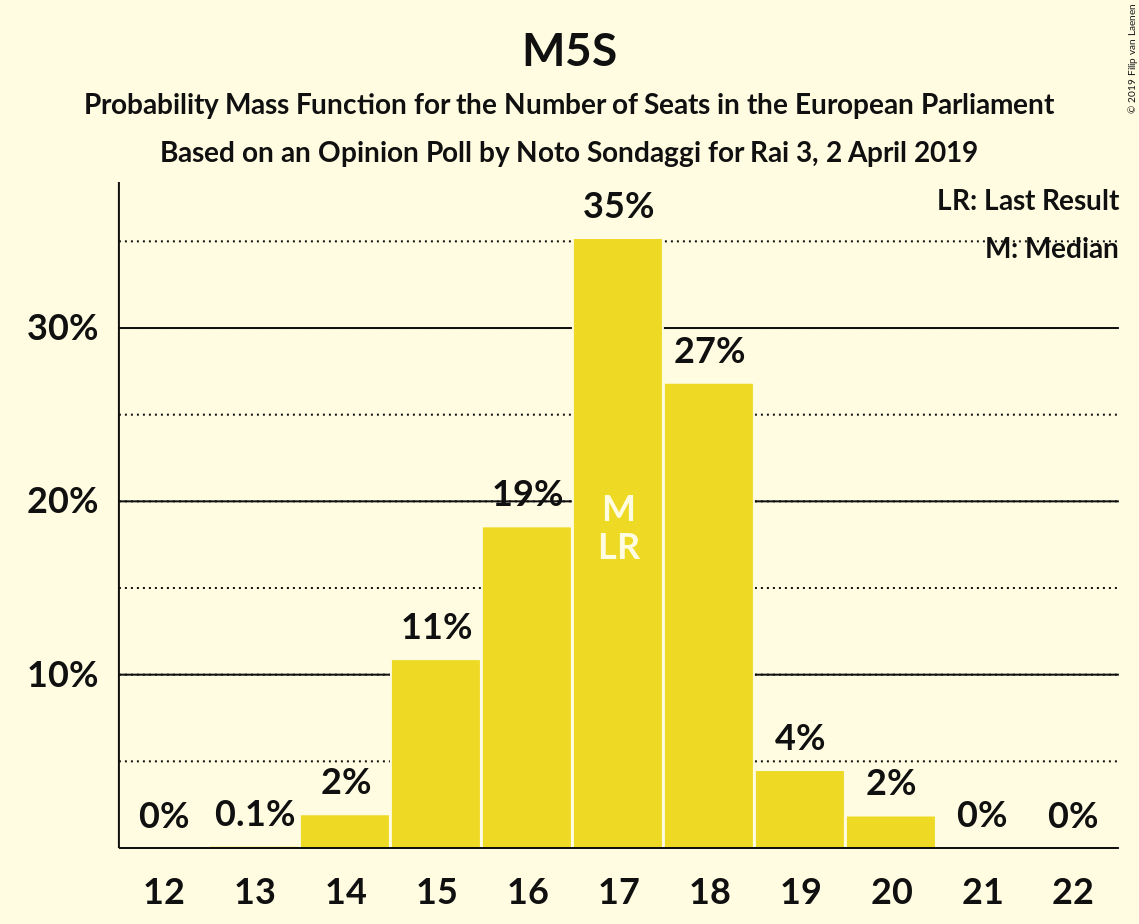 M5S
Probability Mass Function for the Number of Seats in the European Parliament
Based on an Opinion Poll by Noto Sondaggi for Rai 3, 2 April 2019
© 2019 Filip van Laenen
LR: Last Result
M: Median
30%
20%
10%
0%
0.1%
2%
11%
19%
35%
27%
4%
2%
0%
0%
M
LR
12 13 14 15 16 17 18 19 20 21 22